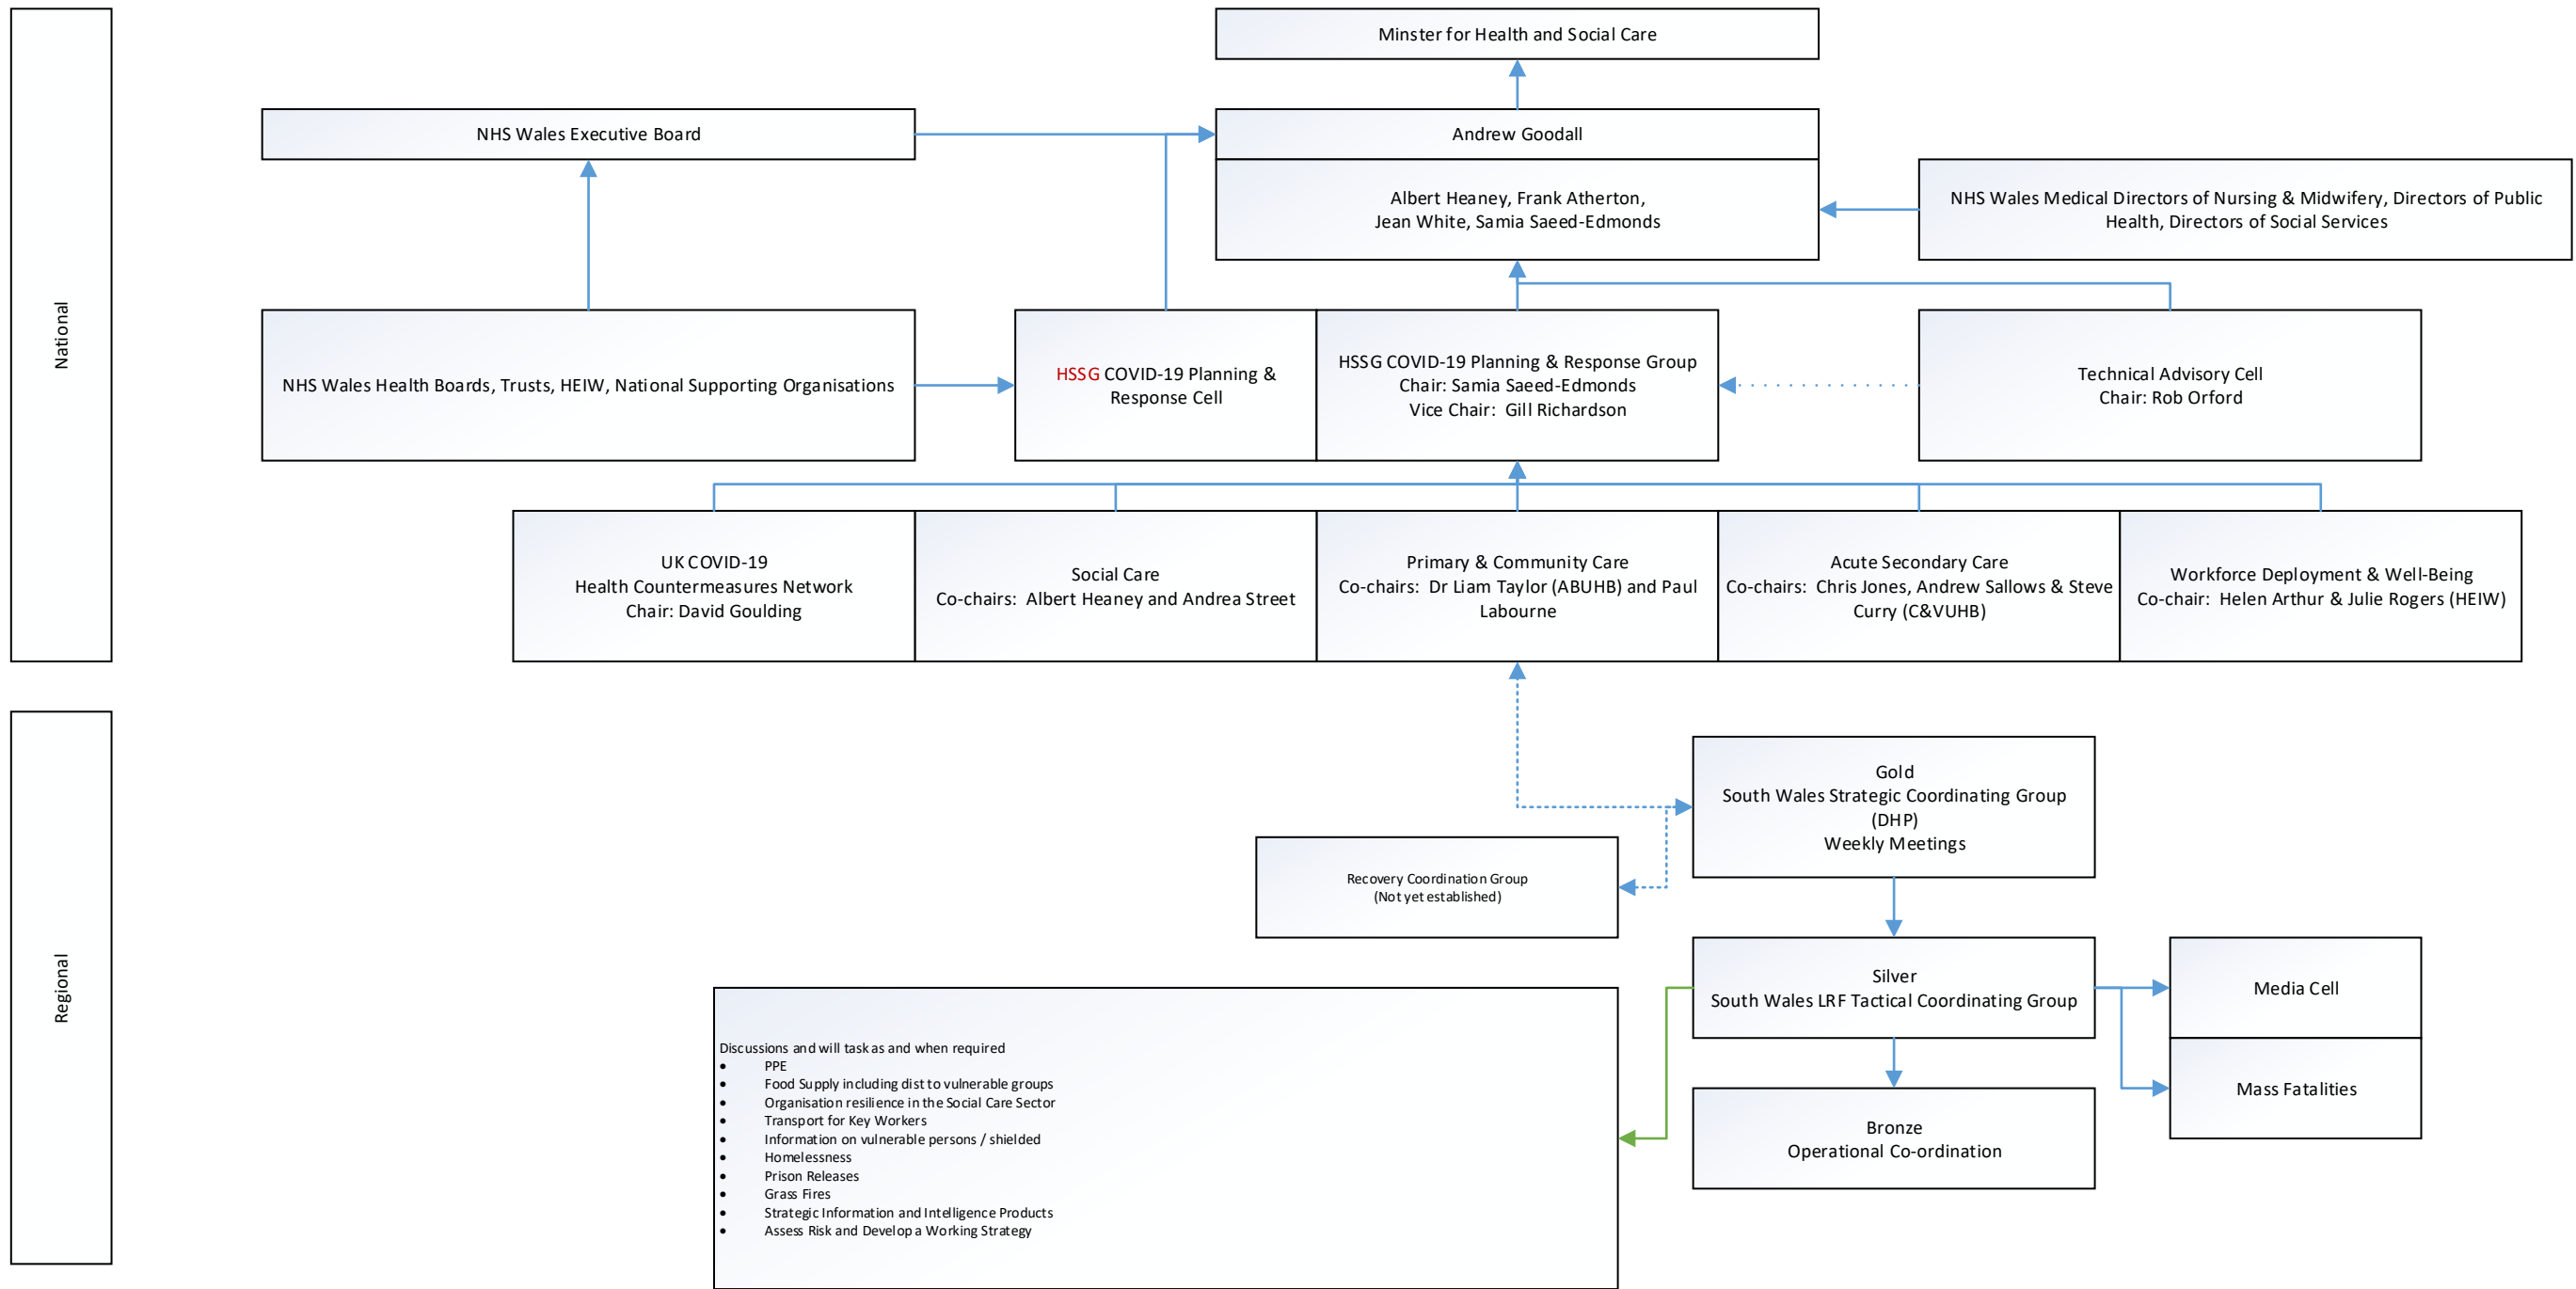 National
Minster for Health and Social Care
NHS Wales Executive Board
Andrew Goodall
Albert Heaney, Frank Atherton,
Jean White, Samia Saeed-Edmonds
NHS Wales Medical Directors of Nursing & Midwifery, Directors of Public
Health, Directors of Social Services
NHS Wales Health Boards, Trusts, HEIW, National Supporting Organisations
HSSG COVID-19 Planning &
Response Cell
HSSG COVID-19 Planning & Response Group
Chair: Samia Saeed-Edmonds
Vice Chair: Gill Richardson
Technical Advisory Cell
Chair: Rob Orford
UK COVID-19
Health Countermeasures Network
Chair: David Goulding
Social Care
Co-chairs: Albert Heaney and Andrea Street
Primary & Community Care
Co-chairs: Dr Liam Taylor (ABUHB) and Paul
Labourne
Acute Secondary Care
Co-chairs: Chris Jones, Andrew Sallows & Steve
Curry (C&VUHB)
Workforce Deployment & Well-Being
Co-chair: Helen Arthur & Julie Rogers (HEIW)
Regional
Gold
South Wales Strategic Coordinating Group
(DHP)
Weekly Meetings
Recovery Coordination Group
(Not yet established)
Silver
South Wales LRF Tactical Coordinating Group
Media Cell
Mass Fatalities
Bronze
Operational Co-ordination
Discussions and will task as and when required
• PPE
• Food Supply including dist to vulnerable groups
• Organisation resilience in the Social Care Sector
• Transport for Key Workers
• Information on vulnerable persons / shielded
• Homelessness
• Prison Releases
• Grass Fires
• Strategic Information and Intelligence Products
• Assess Risk and Develop a Working Strategy